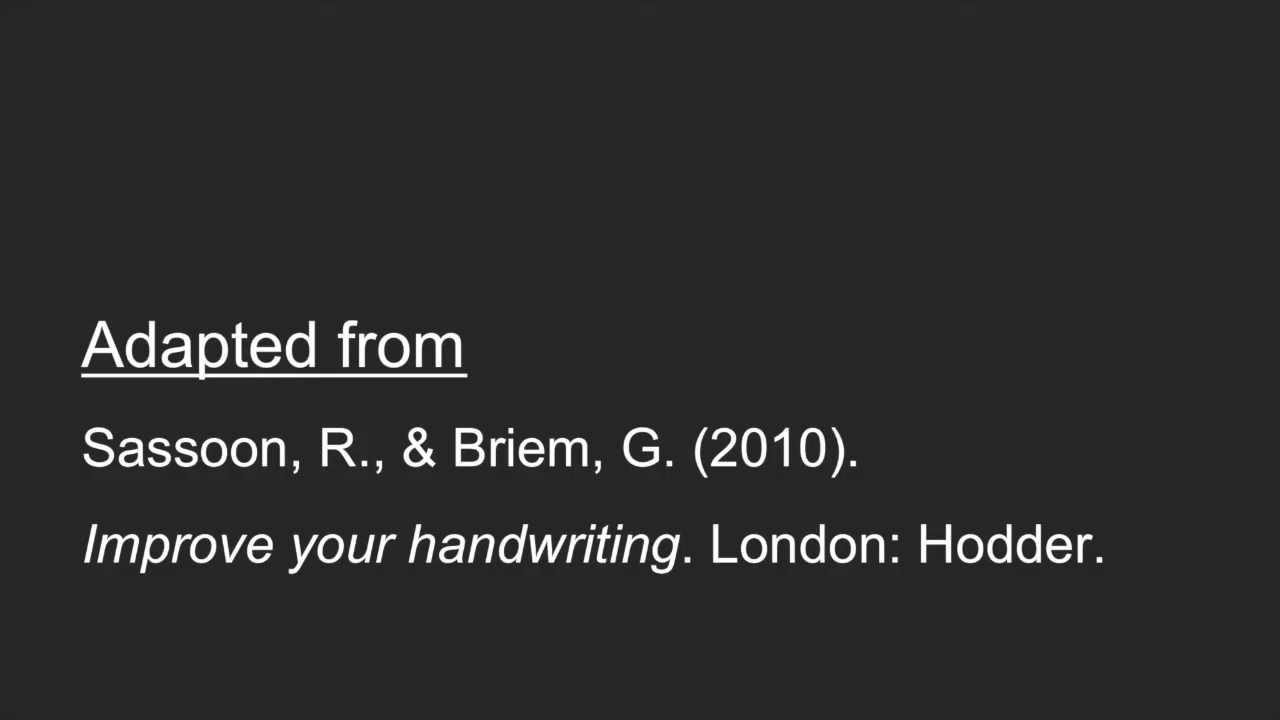 Adapted from
Sassoon, R., & Briem, G. (2010).
Improve your handwriting. London: Hodder.